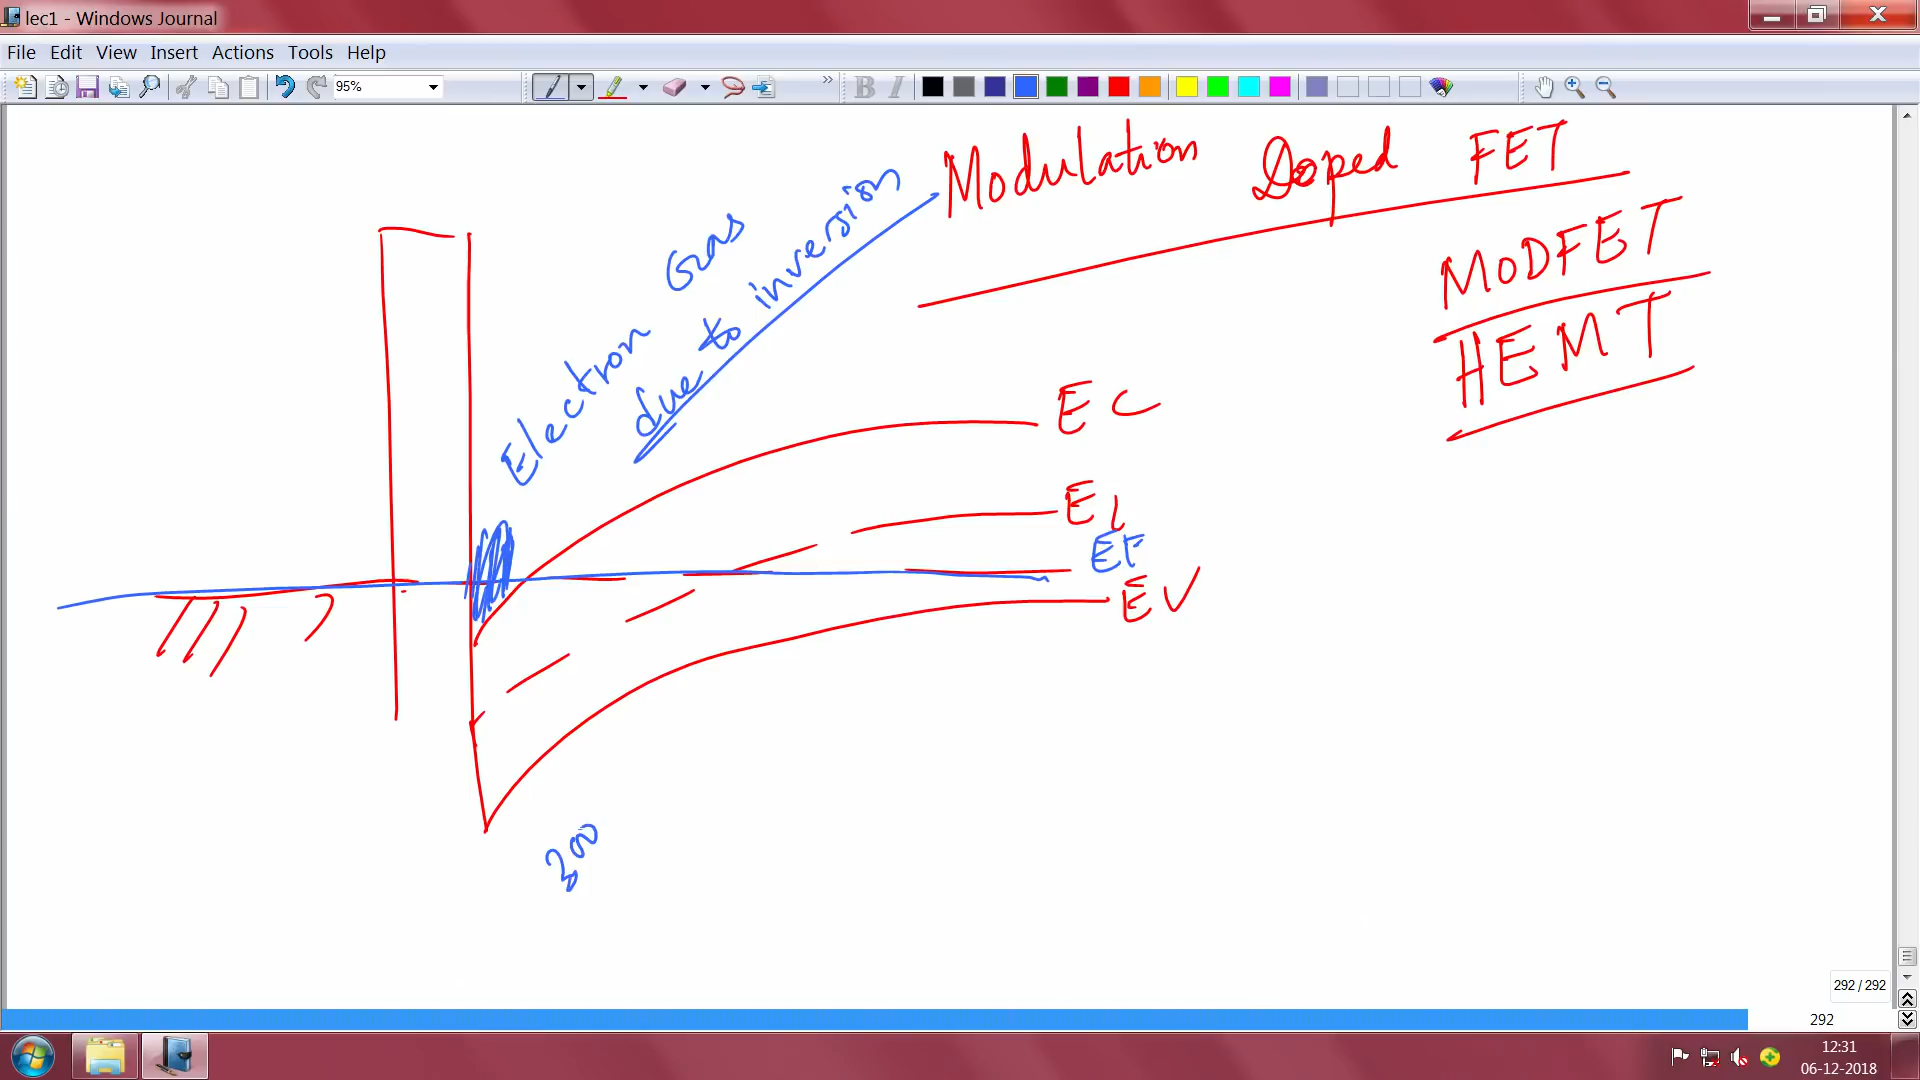 lec1 - Windows Journal
File Edit View Insert Actions Tools Help
95%
B I
Modulation Doped FET
MODFET
HEMT
Electron Gas
due to inversion
EC
Ei
EF
EV
300
292 / 292
292
12:31
06-12-2018